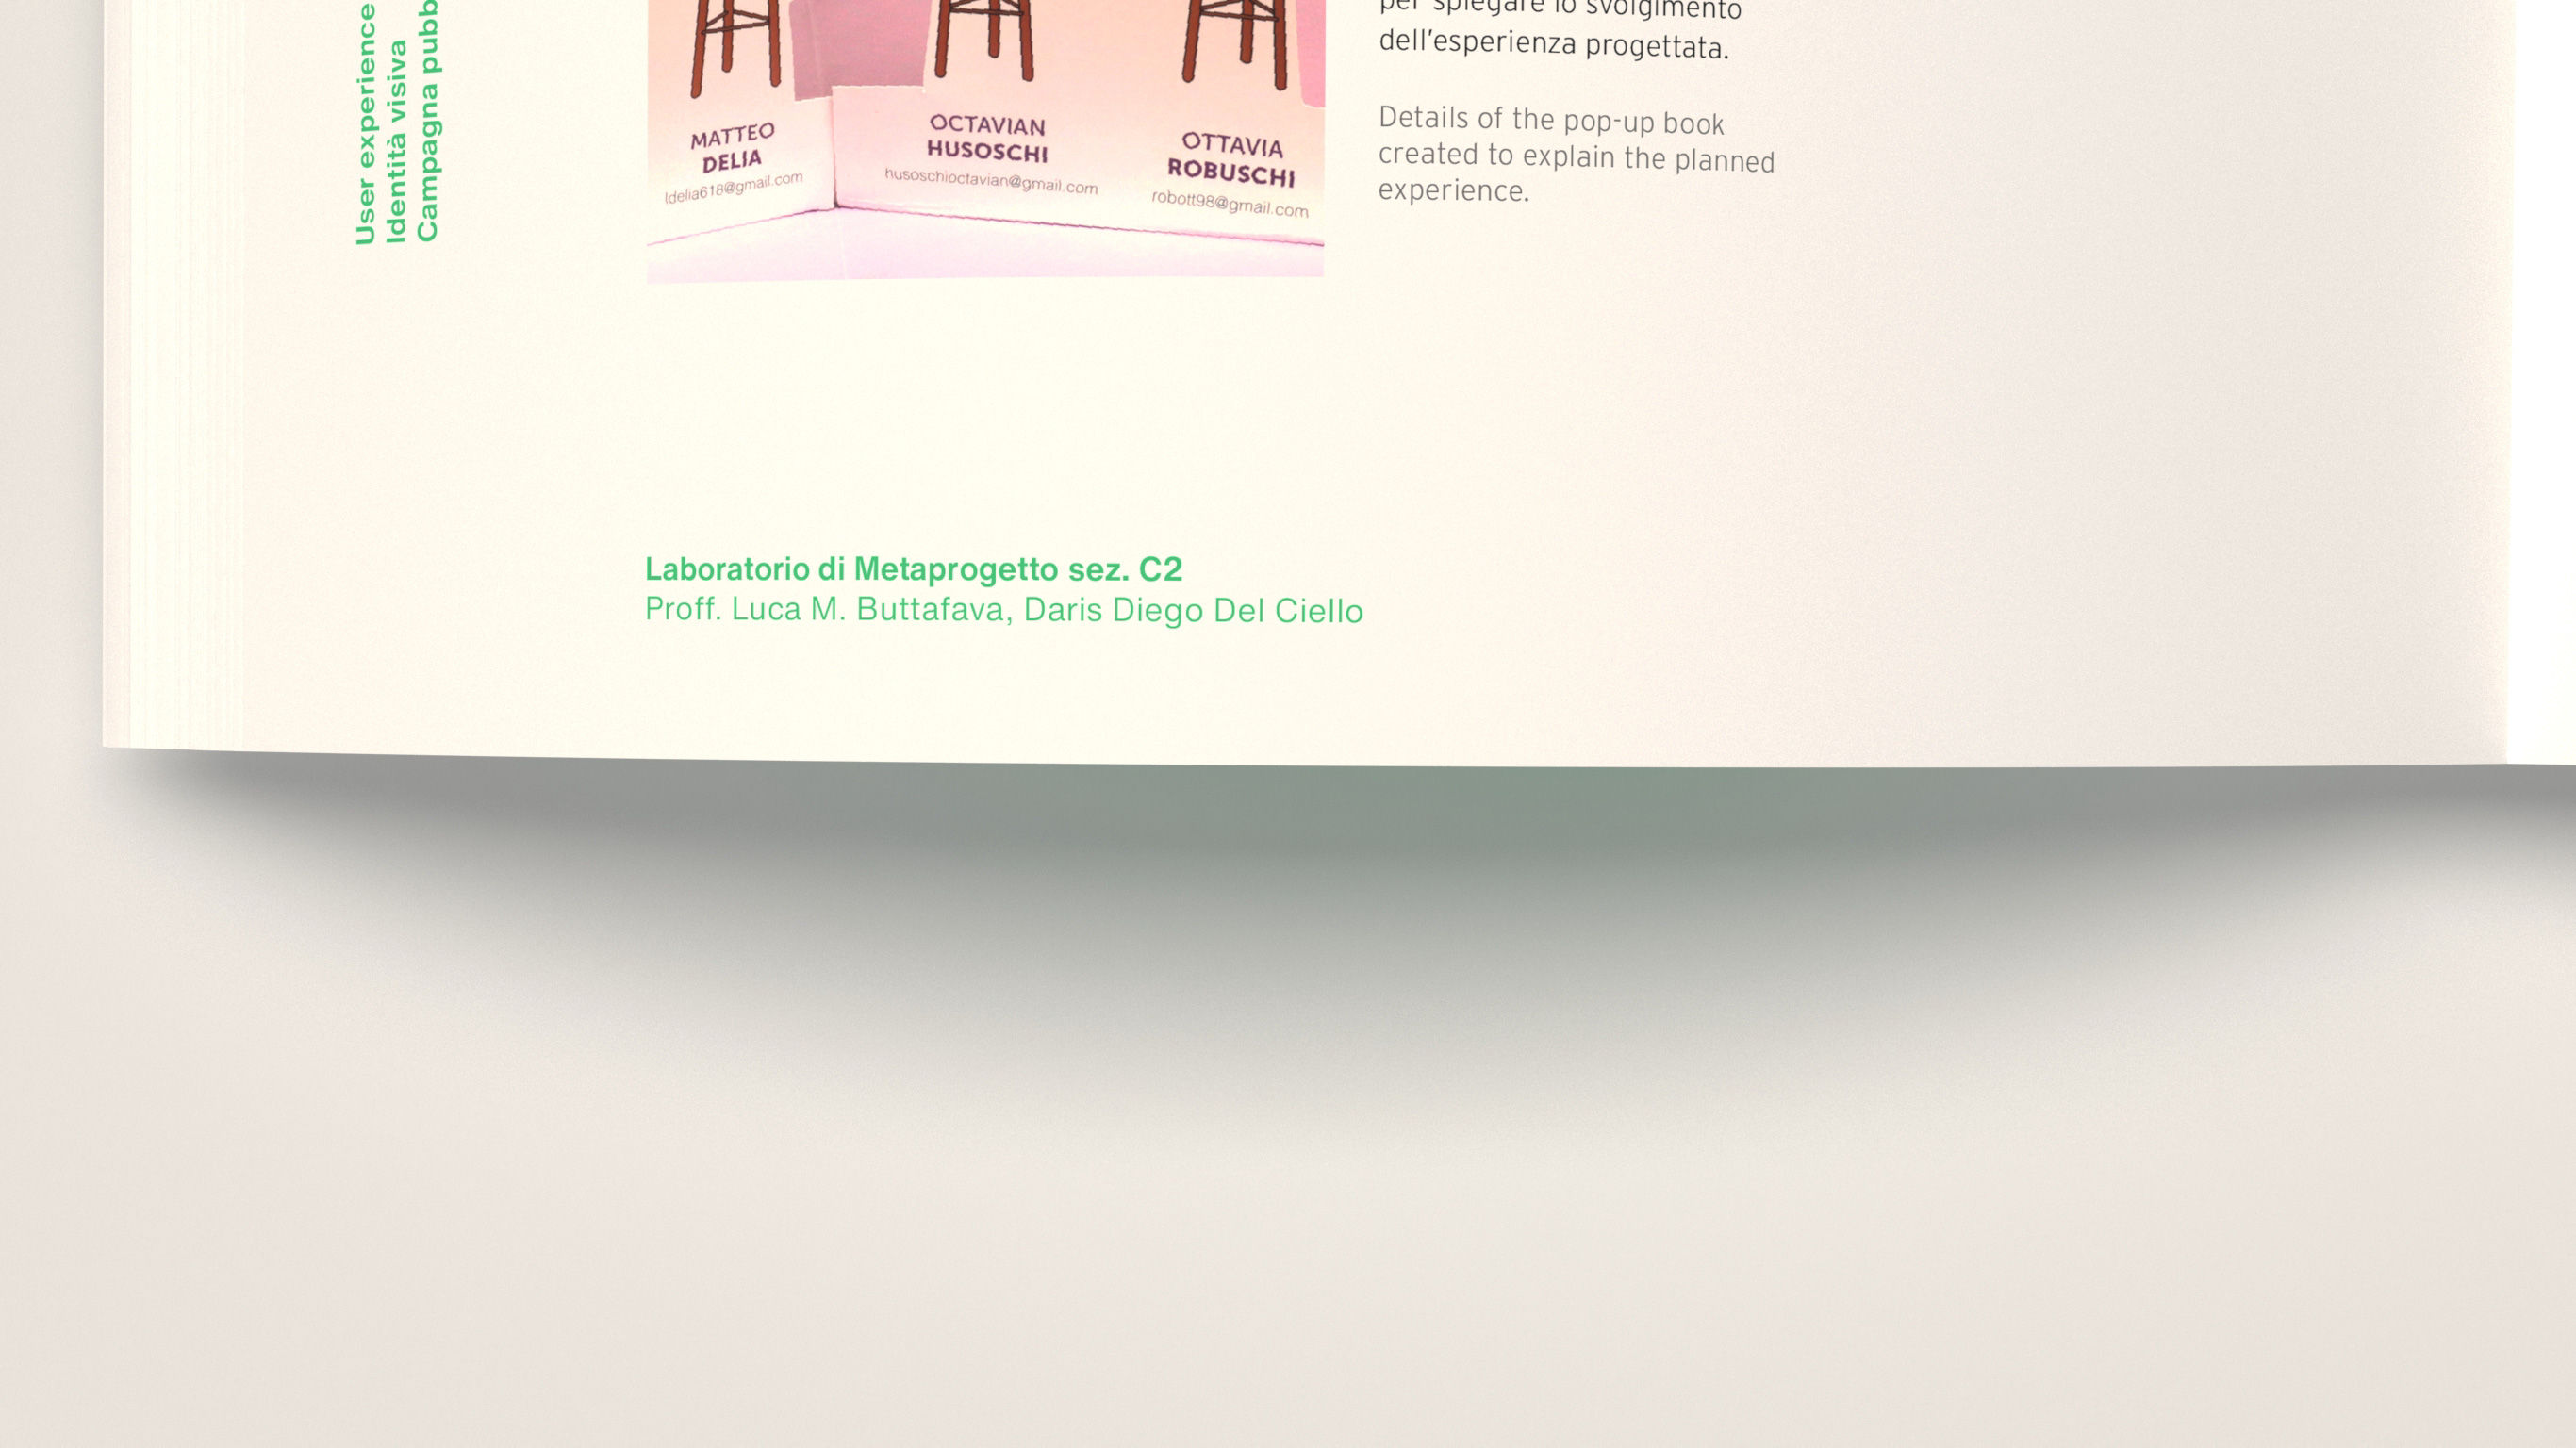 User experience
Identità visiva
Campagna
MATTEO
DELIA
ldelia618@gmail.com
OCTAVIAN
HUSOSCHI
husoschioctavian@gmail.com
OTTAVIA
ROBUSCHI
robott98@gmail.com
per spiegare lo svolgimento
dell'esperienza progettata.
Details of the pop-up book
created to explain the planned
experience.
Laboratorio di Metaprogetto sez. C2
Proff. Luca M. Buttafava, Daris Diego Del Ciello